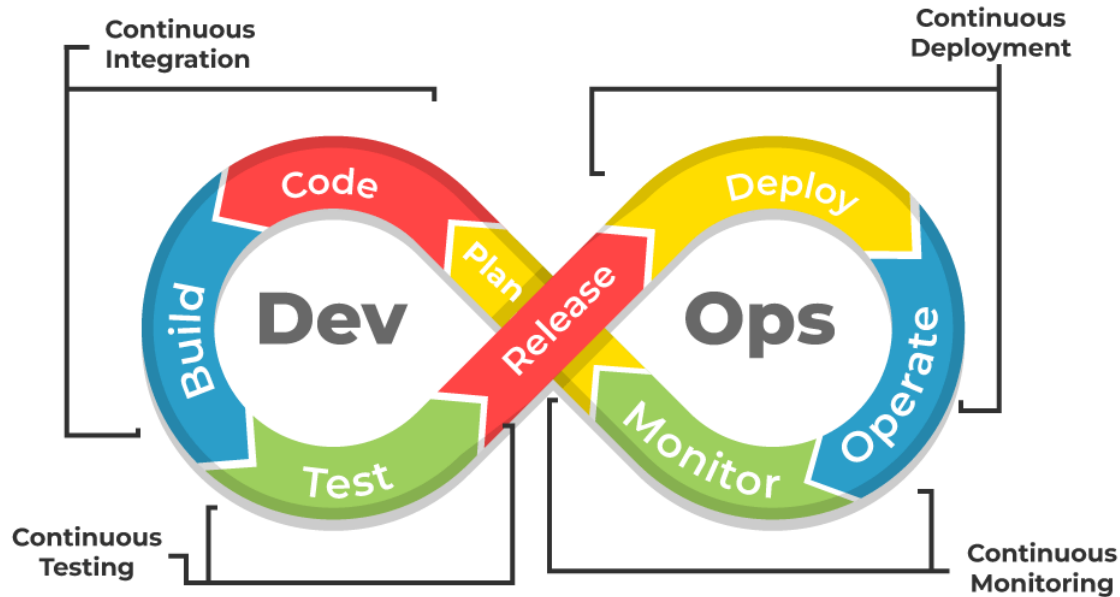 Continuous
Integration
Continuous
Deployment
Code
Deploy
Plan
Release
Build
Dev
Ops
Operate
Test
Monitor
Continuous
Testing
Continuous
Monitoring